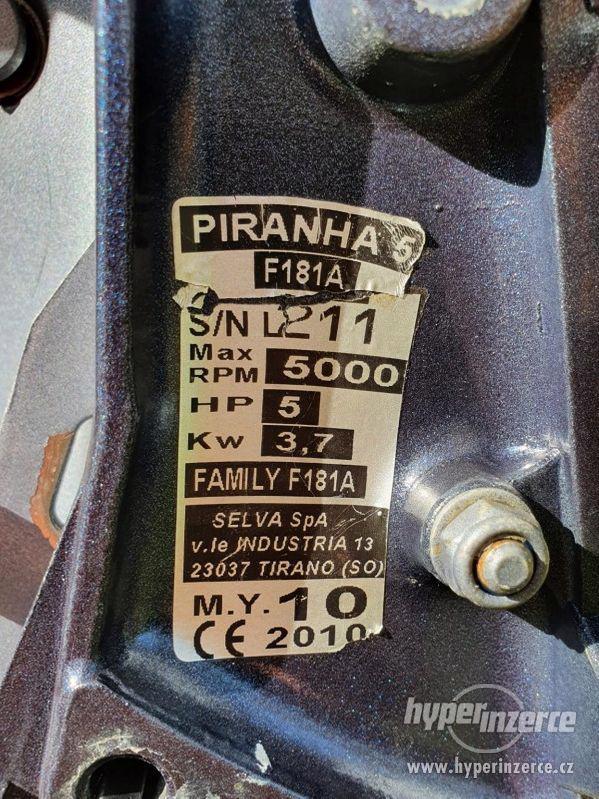 PIRANHA 5
F181A
S/N L211
Max
RPM 5000
HP 5
Kw 3,7
FAMILY F181A
SELVA SpA
v.le INDUSTRIA 13
23037 TIRANO (SO)
M.Y. 10
CE 2010
hyperinzerce
www.hyperinzerce.cz